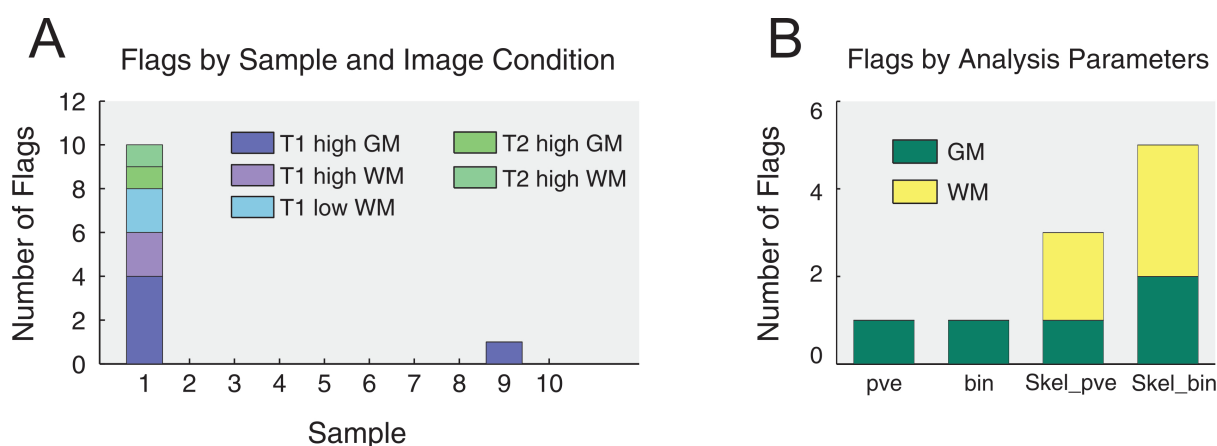 A
Flags by Sample and Image Condition
Number of Flags
12
10
8
6
4
2
0
T1 high GM
T1 high WM
T1 low WM
T2 high GM
T2 high WM
1 2 3 4 5 6 7 8 9 10
Sample
B
Flags by Analysis Parameters
Number of Flags
6
4
2
0
GM
WM
pve bin Skel_pve Skel_bin